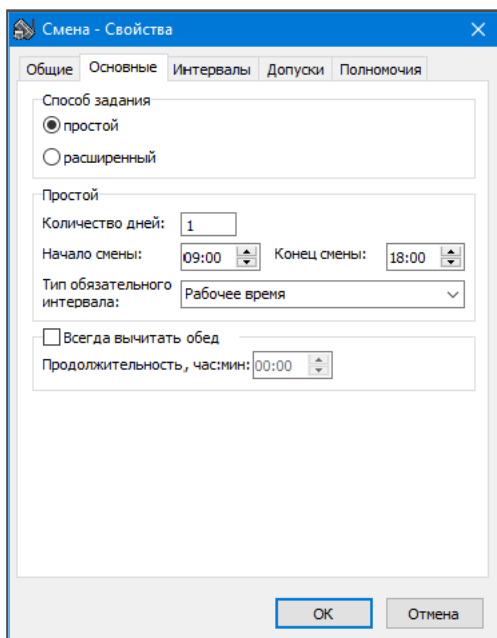 Смена - Свойства
Общие Основные Интервалы Допуски Полномочия
Способ задания
простой
расширенный
Простой
Количество дней: 1
Начало смены: 09:00 Конец смены: 18:00
Тип обязательного
интервала: Рабочее время
Всегда вычитать обед
Продолжительность, час:мин: 00:00
ОК Отмена